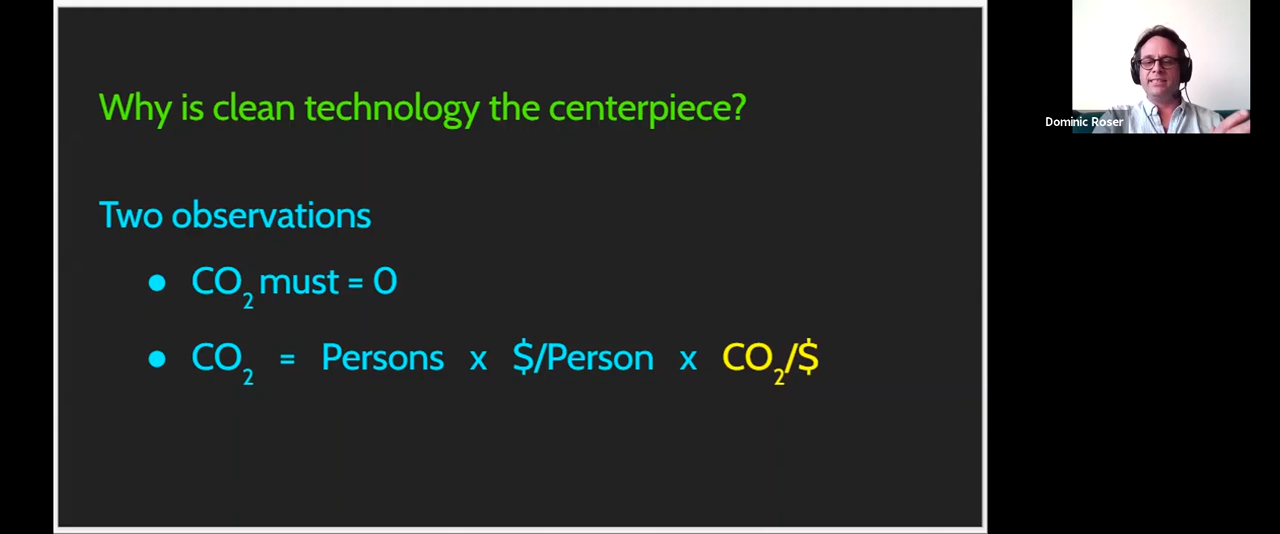 Why is clean technology the centerpiece?
Two observations
● CO₂ must = 0
● CO₂ = Persons x $/Person x CO₂/$
Dominic Roser